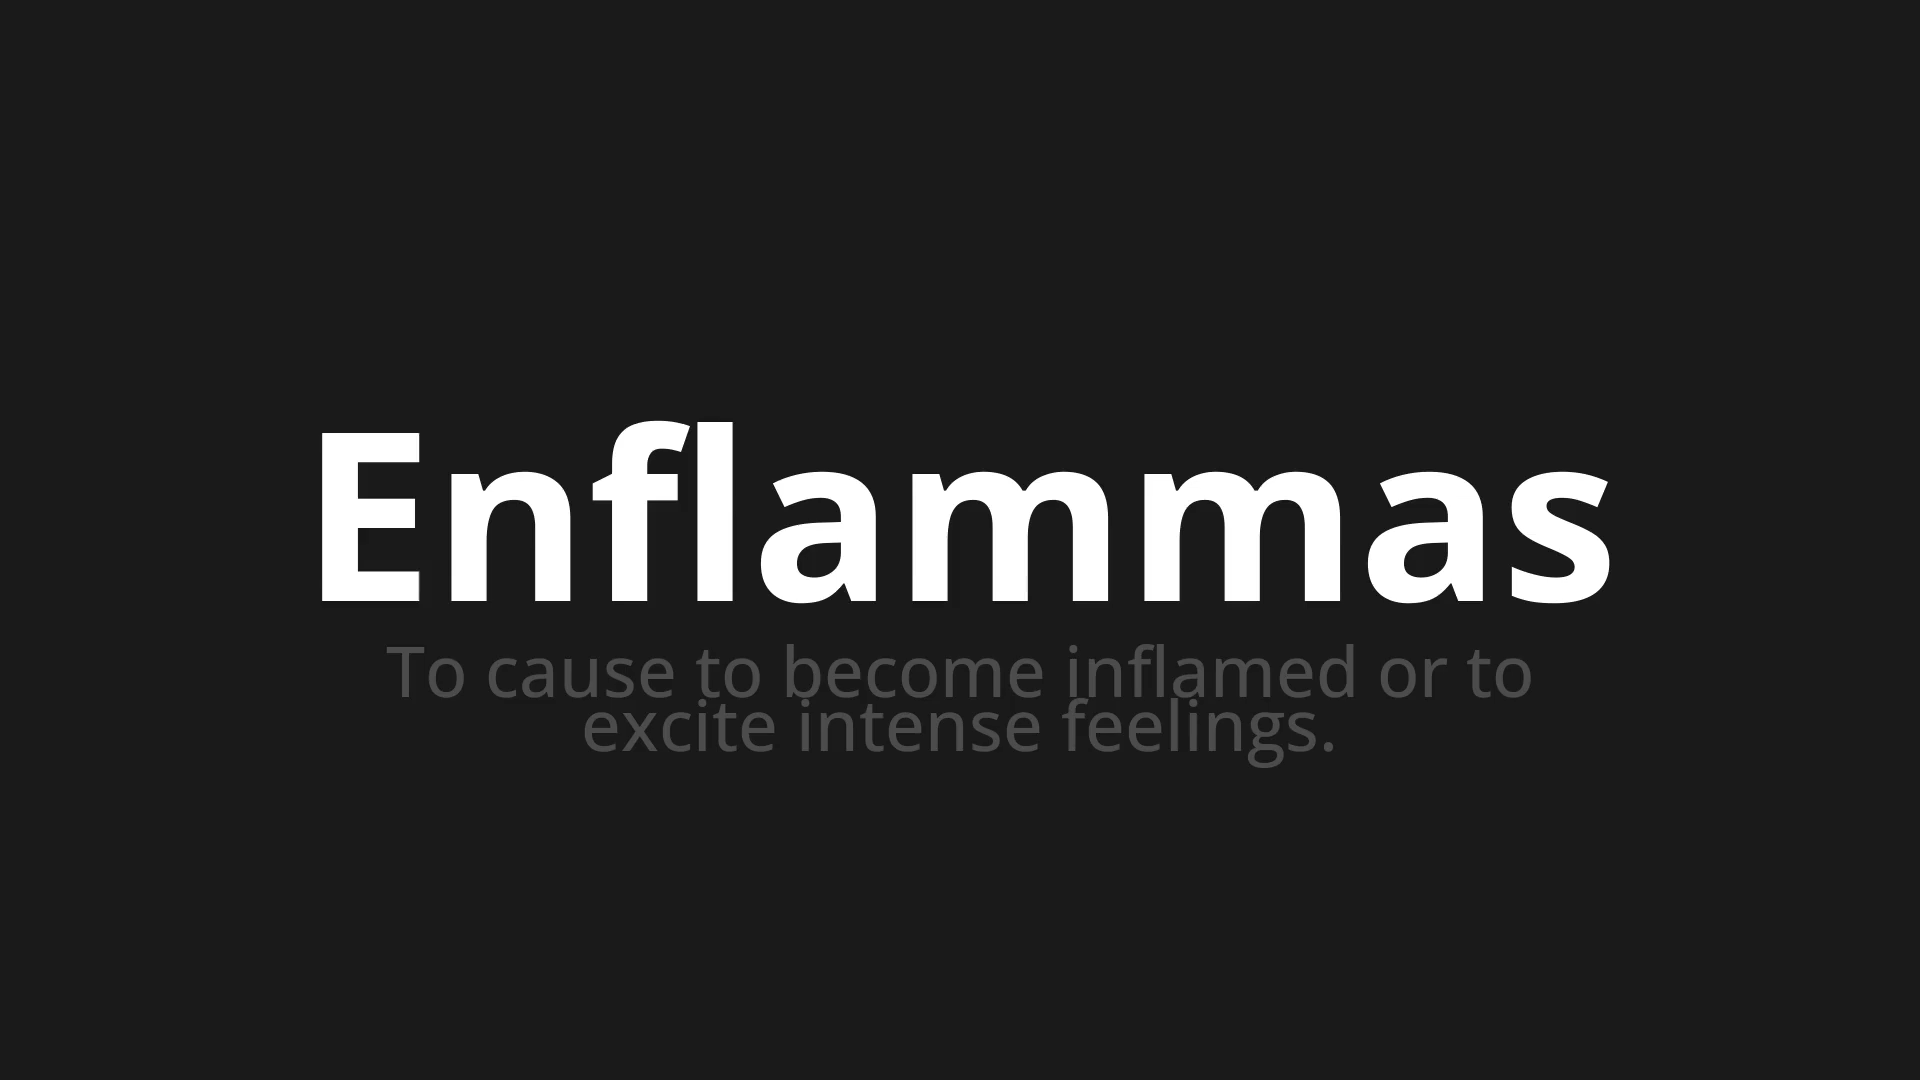 Enflammas
To cause to become inflamed or to
excite intense feelings.